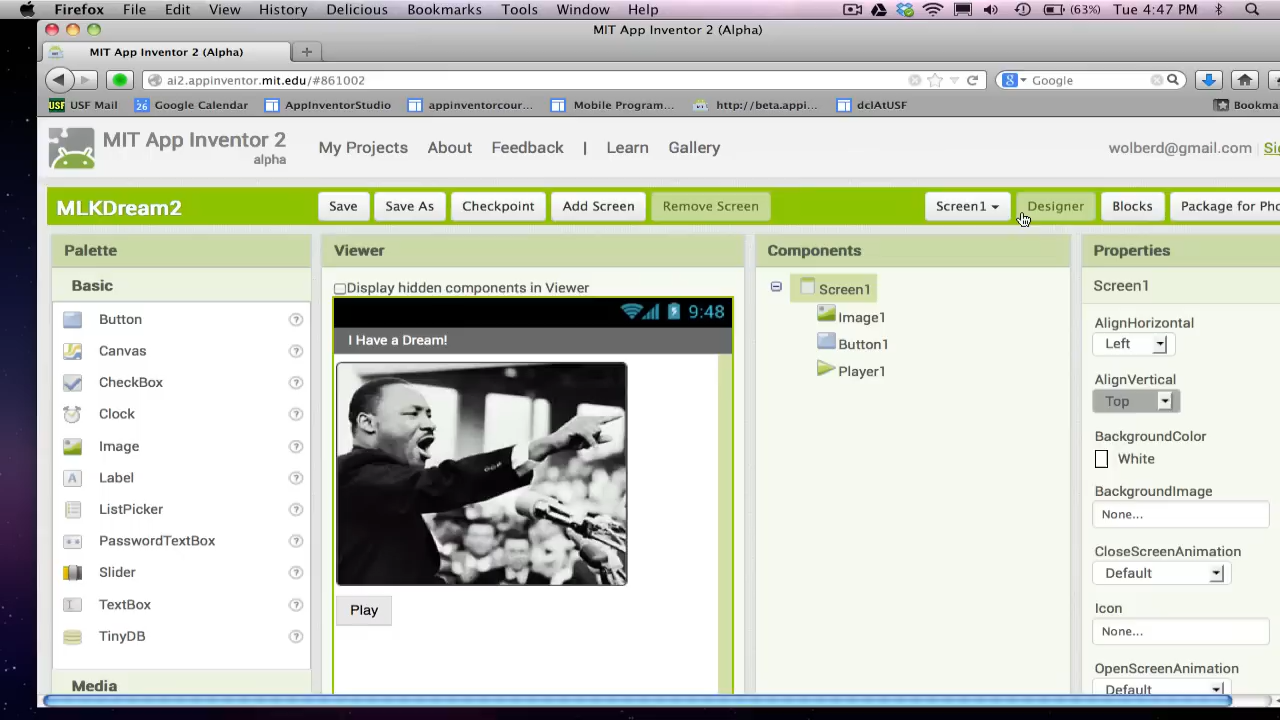 Firefox File Edit View History Delicious Bookmarks Tools Window Help (63%) Tue 4:47 PM
MIT App Inventor 2 (Alpha)
MIT App Inventor 2 (Alpha) +
ai2.appinventor.mit.edu/#861002 Google
USF USF Mail 26 Google Calendar AppInventorStudio appinventorcour... Mobile Program... http://beta.appi... dclAtUSF Bookma
MIT App Inventor 2
alpha
My Projects About Feedback | Learn Gallery wolberd@gmail.com Si
MLKDream2 Save Save As Checkpoint Add Screen Remove Screen Screen1 Designer Blocks Package for Pho
Palette Viewer Components Properties
Basic
Button ?
Canvas ?
CheckBox ?
Clock ?
Image ?
Label ?
ListPicker ?
PasswordTextBox ?
Slider ?
TextBox ?
TinyDB ?
Media
Display hidden components in Viewer
9:48
I Have a Dream!
Play
Screen1
Image1
Button1
Player1
Screen1
AlignHorizontal
Left
AlignVertical
Top
BackgroundColor
White
BackgroundImage
None...
CloseScreenAnimation
Default
Icon
None...
OpenScreenAnimation
Default